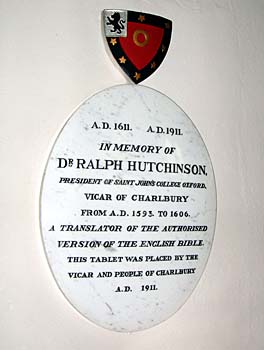 A.D. 1611. A.D. 1911.
IN MEMORY OF
DR RALPH HUTCHINSON,
PRESIDENT OF SAINT JOHN'S COLLEGE OXFORD,
VICAR OF CHARLBURY
FROM A.D. 1593. TO 1606.
A TRANSLATOR OF THE AUTHORISED
VERSION OF THE ENGLISH BIBLE.
THIS TABLET WAS PLACED BY THE
VICAR AND PEOPLE OF CHARLBURY
A.D. 1911.